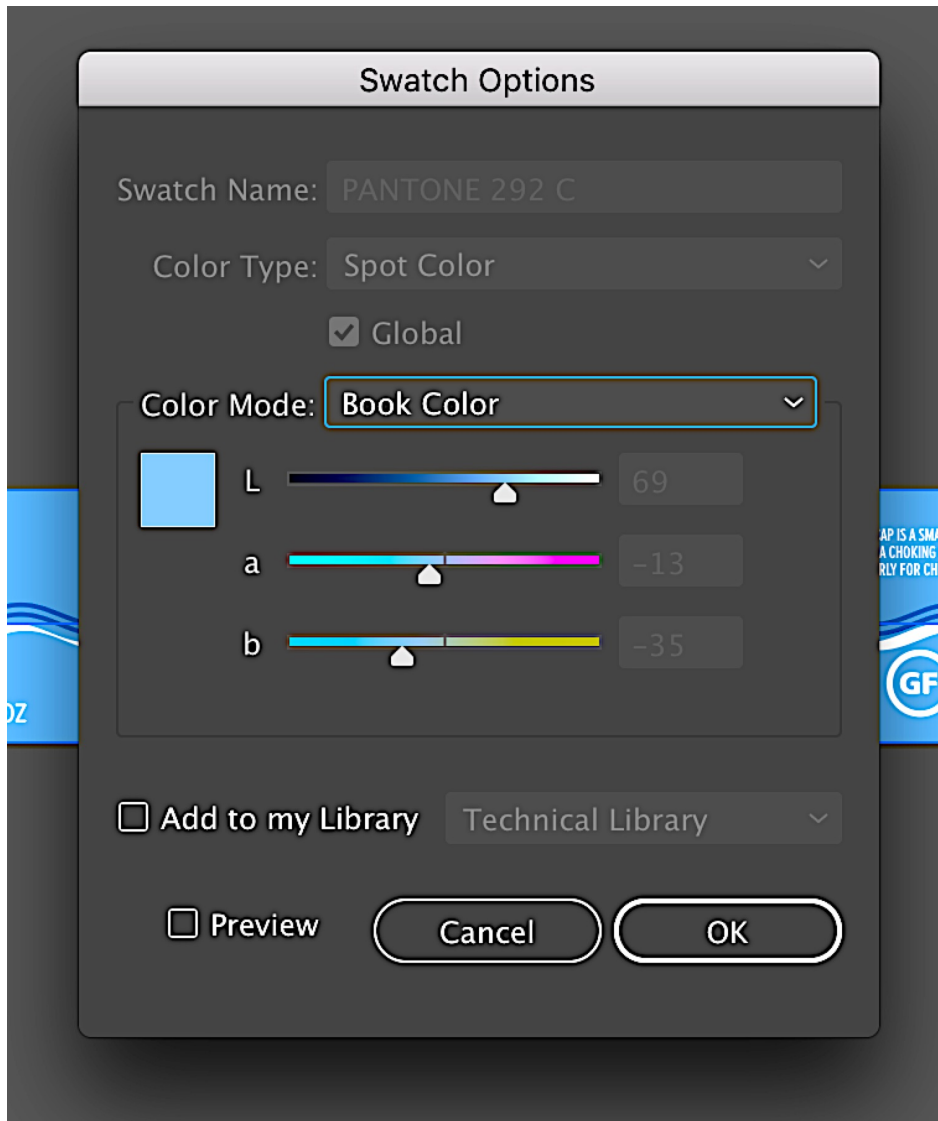 Swatch Options
Swatch Name: PANTONE 292 C
Color Type: Spot Color
Global
Color Mode: Book Color
L 69
a -13
b -35
AP IS A SMA
A CHOKING
RLY FOR CH
GF
OZ
Add to my Library Technical Library
Preview Cancel OK